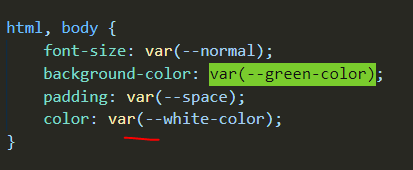 html, body {
font-size: var(--normal);
background-color: var(--green-color);
padding: var(--space);
color: var(--white-color);
}